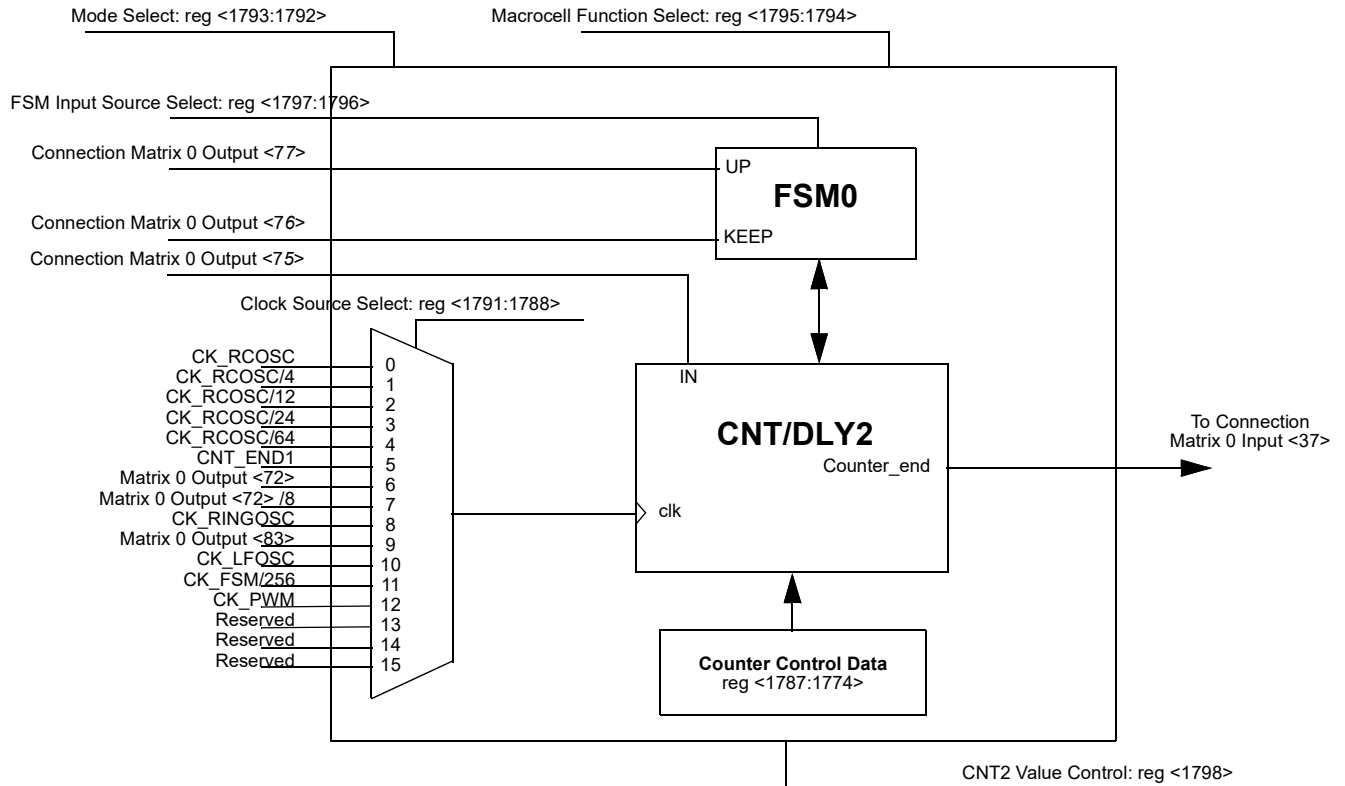 Mode Select: reg <1793:1792>
Macrocell Function Select: reg <1795:1794>
FSM Input Source Select: reg <1797:1796>
Connection Matrix 0 Output <77>
UP
FSM0
Connection Matrix 0 Output <76>
KEEP
Connection Matrix 0 Output <75>
Clock Source Select: reg <1791:1788>
CK_RCOSC 0
CK_RCOSC/4 1
CK_RCOSC/12 2
CK_RCOSC/24 3
CK_RCOSC/64 4
CNT_END1 5
Matrix 0 Output <72> 6
Matrix 0 Output <72> /8 7
CK_RINGOSC 8
Matrix 0 Output <83> 9
CK_LFOSC 10
CK_FSM/256 11
CK_PWM 12
Reserved 13
Reserved 14
Reserved 15
IN
CNT/DLY2
Counter_end
clk
To Connection
Matrix 0 Input <37>
Counter Control Data
reg <1787:1774>
CNT2 Value Control: reg <1798>